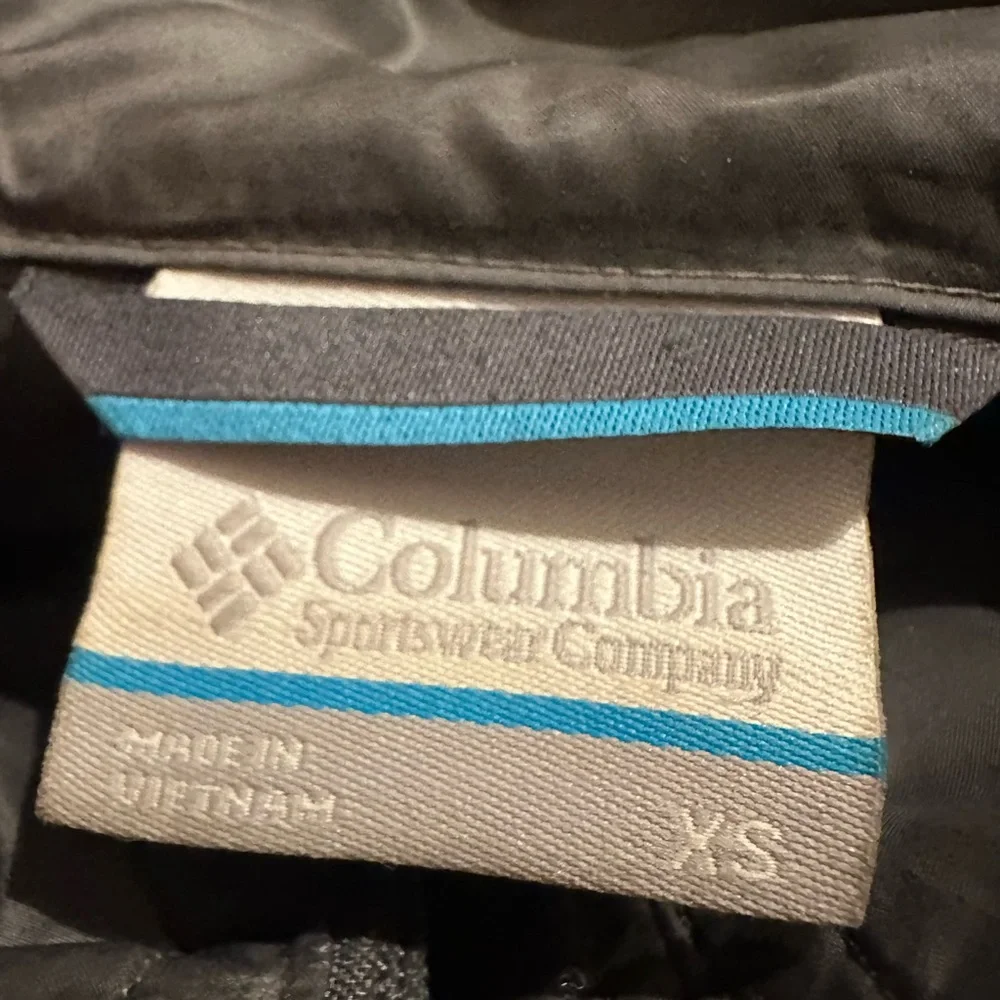 Columbia
Sportswear Company
MADE IN
VIETNAM
XS